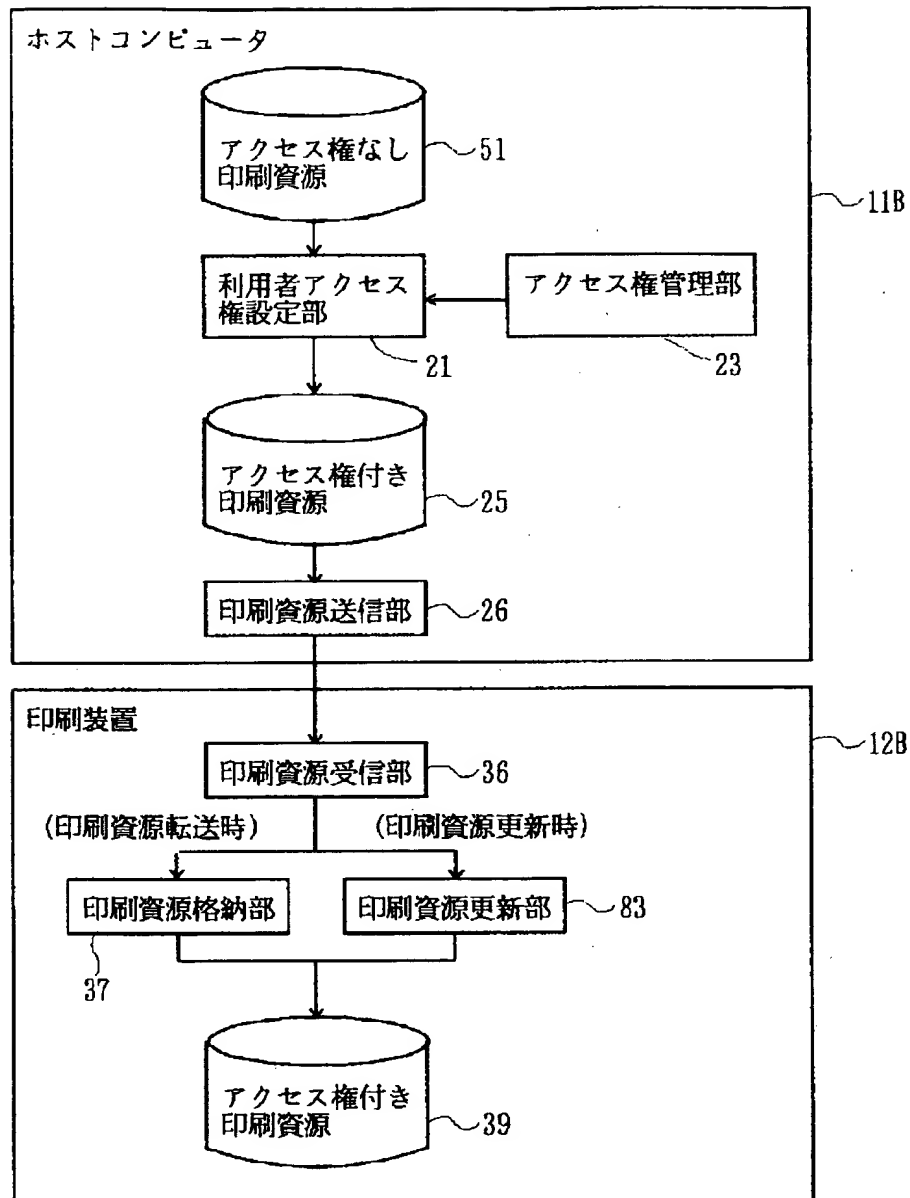 ホストコンピュータ
アクセス権なし
印刷資源
51
11B
利用者アクセス
権設定部
アクセス権管理部
21
23
アクセス権付き
印刷資源
25
印刷資源送信部
26
印刷装置
12B
印刷資源受信部
36
(印刷資源転送時)
(印刷資源更新時)
印刷資源格納部
印刷資源更新部
83
37
アクセス権付き
印刷資源
39